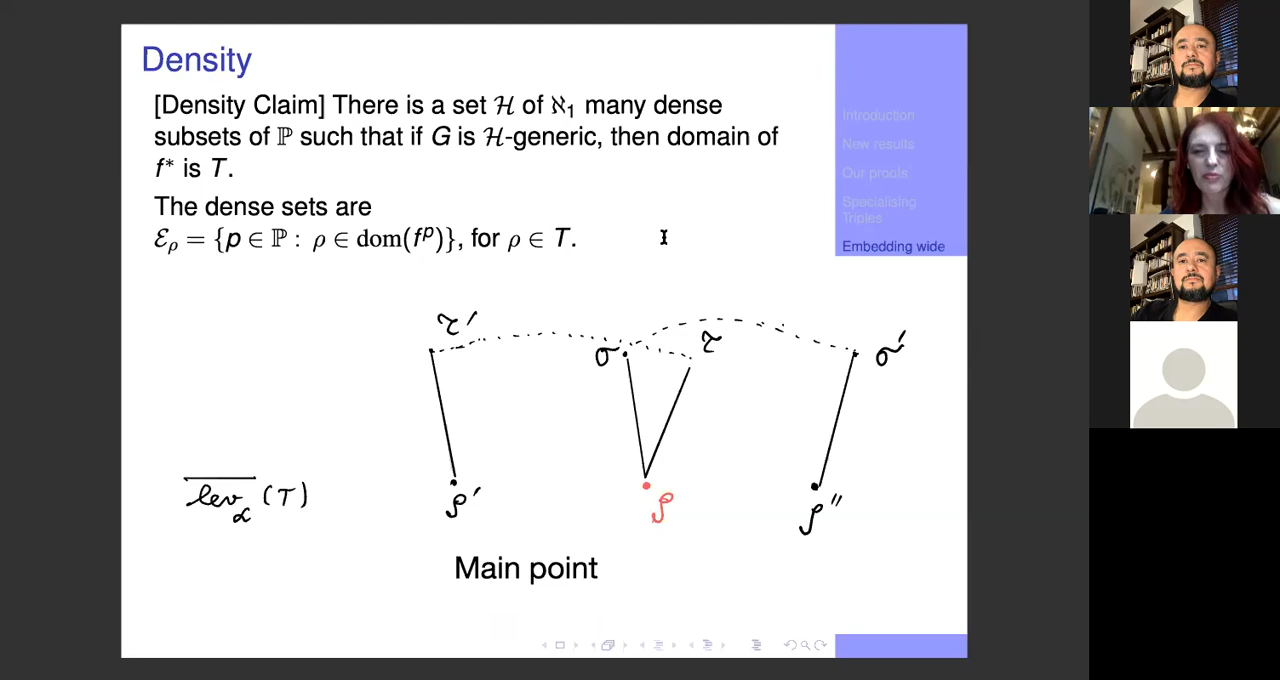 Density
[Density Claim] There is a set ℋ of ℵ₁ many dense
subsets of ℙ such that if G is ℋ-generic, then domain of
f* is T.
The dense sets are
ℰ_ρ = {p ∈ ℙ : ρ ∈ dom(f^p)}, for ρ ∈ T.
Introduction
New results
Our proofs
Specialising
Triples
Embedding wide
τ′ σ τ σ′
lev_α (T) ρ′ ρ ρ″
Main point